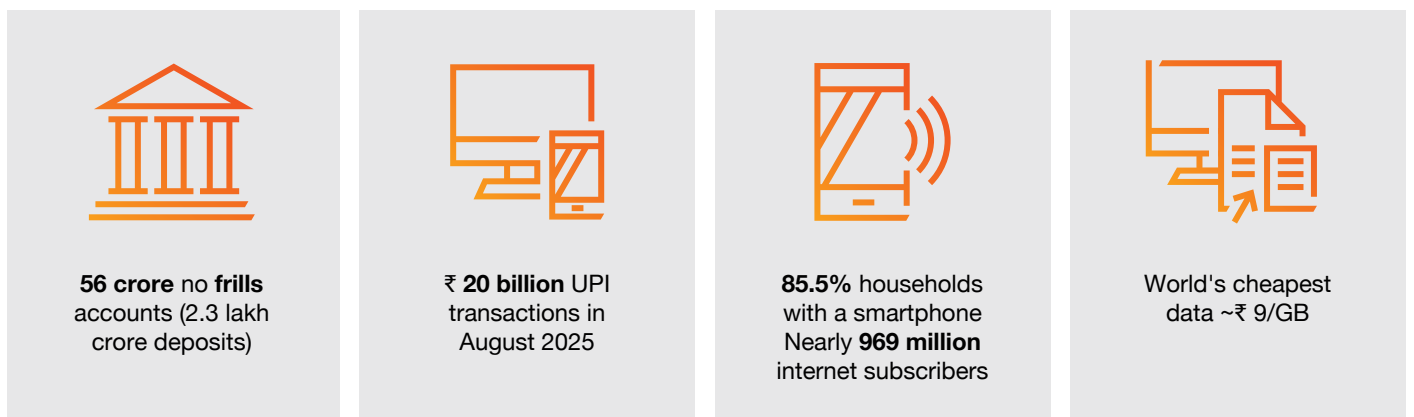 56 crore no frills
accounts (2.3 lakh
crore deposits)
₹ 20 billion UPI
transactions in
August 2025
85.5% households
with a smartphone
Nearly 969 million
internet subscribers
World's cheapest
data ~₹ 9/GB